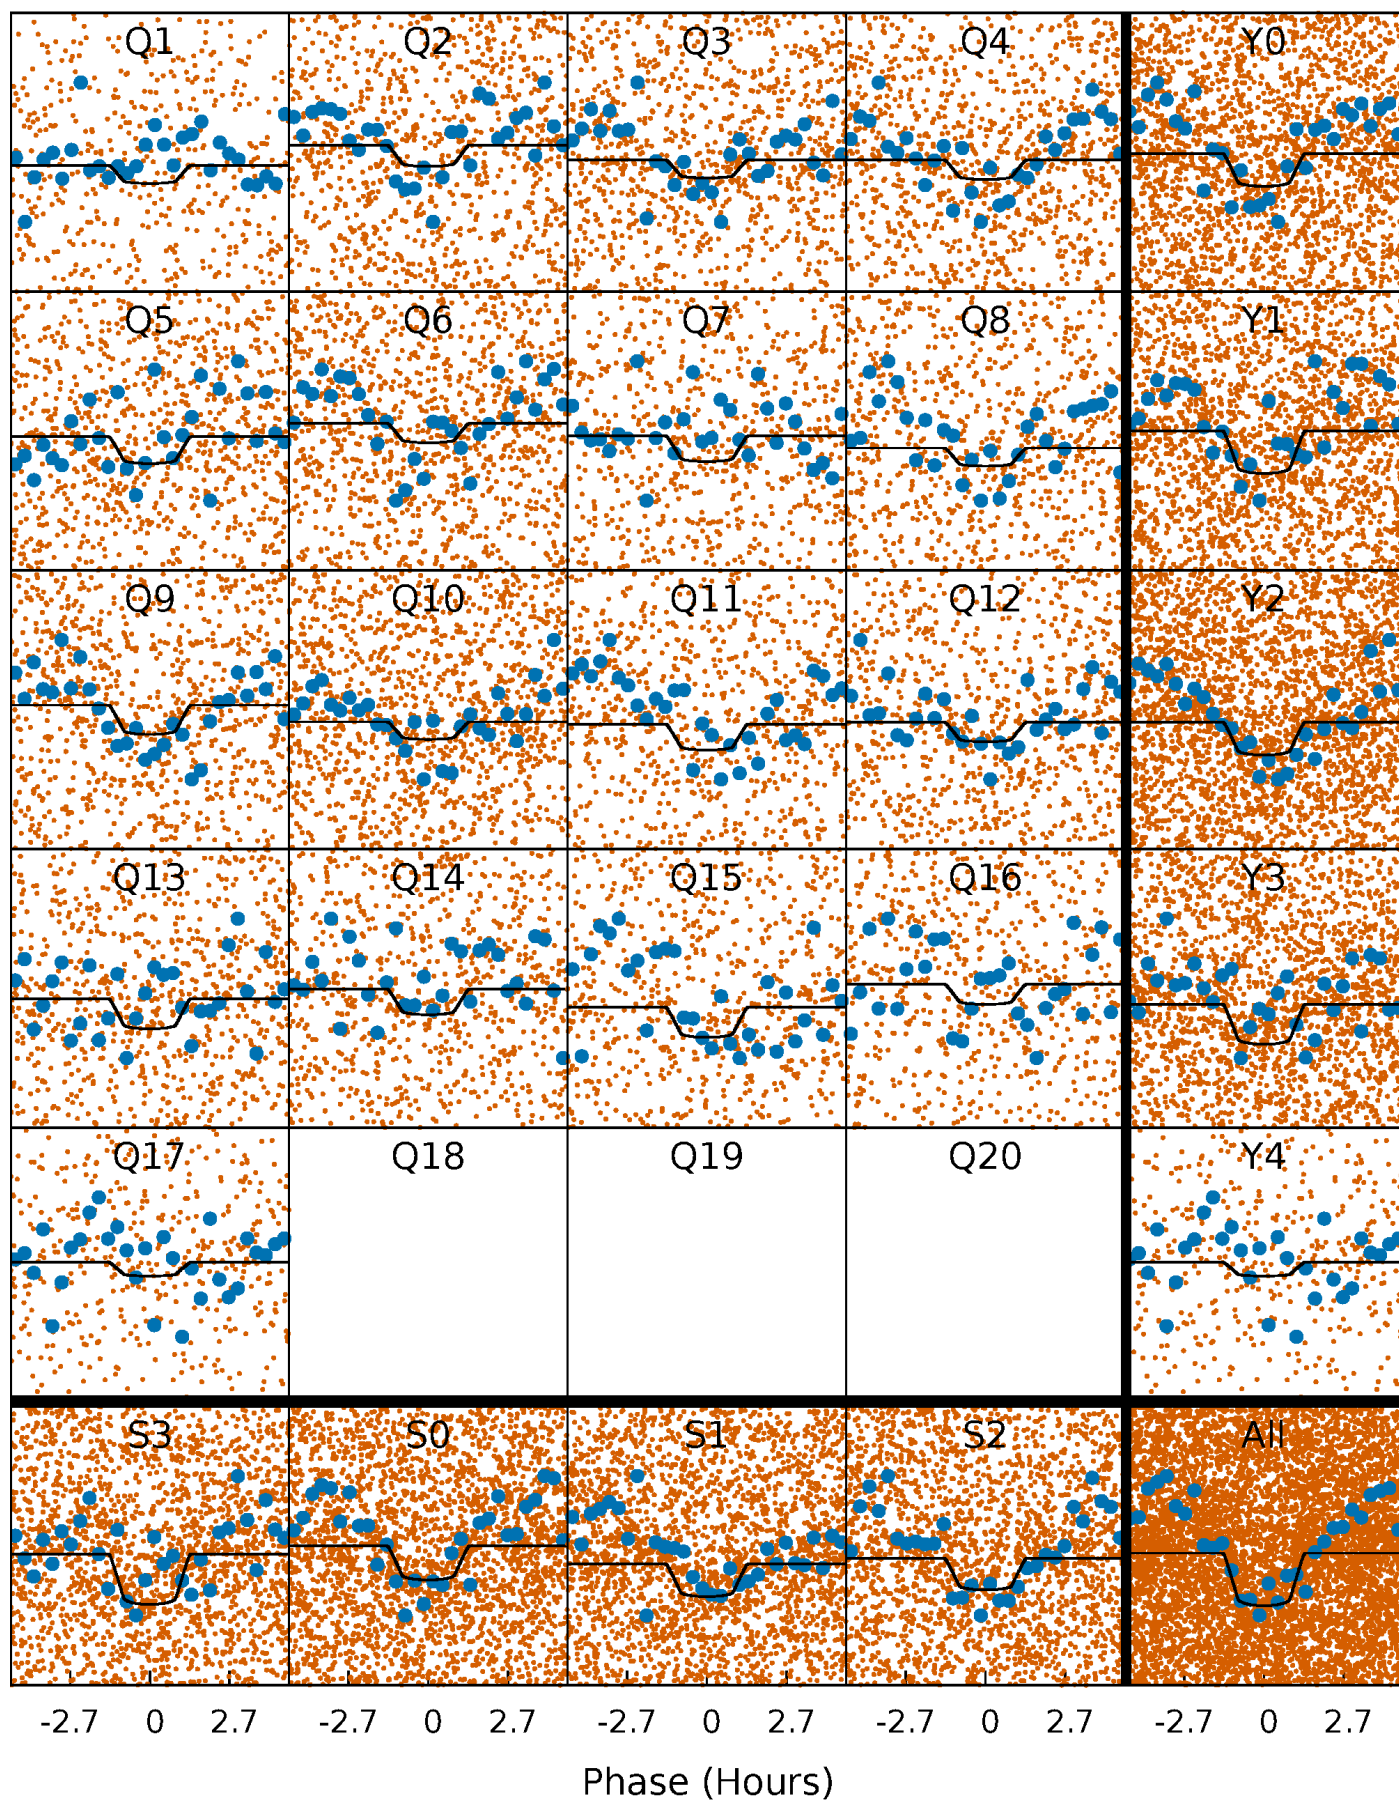 Q1 Q2 Q3 Q4 Y0
Q5 Q6 Q7 Q8 Y1
Q9 Q10 Q11 Q12 Y2
Q13 Q14 Q15 Q16 Y3
Q17 Q18 Q19 Q20 Y4
S3 S0 S1 S2 All
-2.7 0 2.7 -2.7 0 2.7 -2.7 0 2.7 -2.7 0 2.7 -2.7 0 2.7
Phase (Hours)